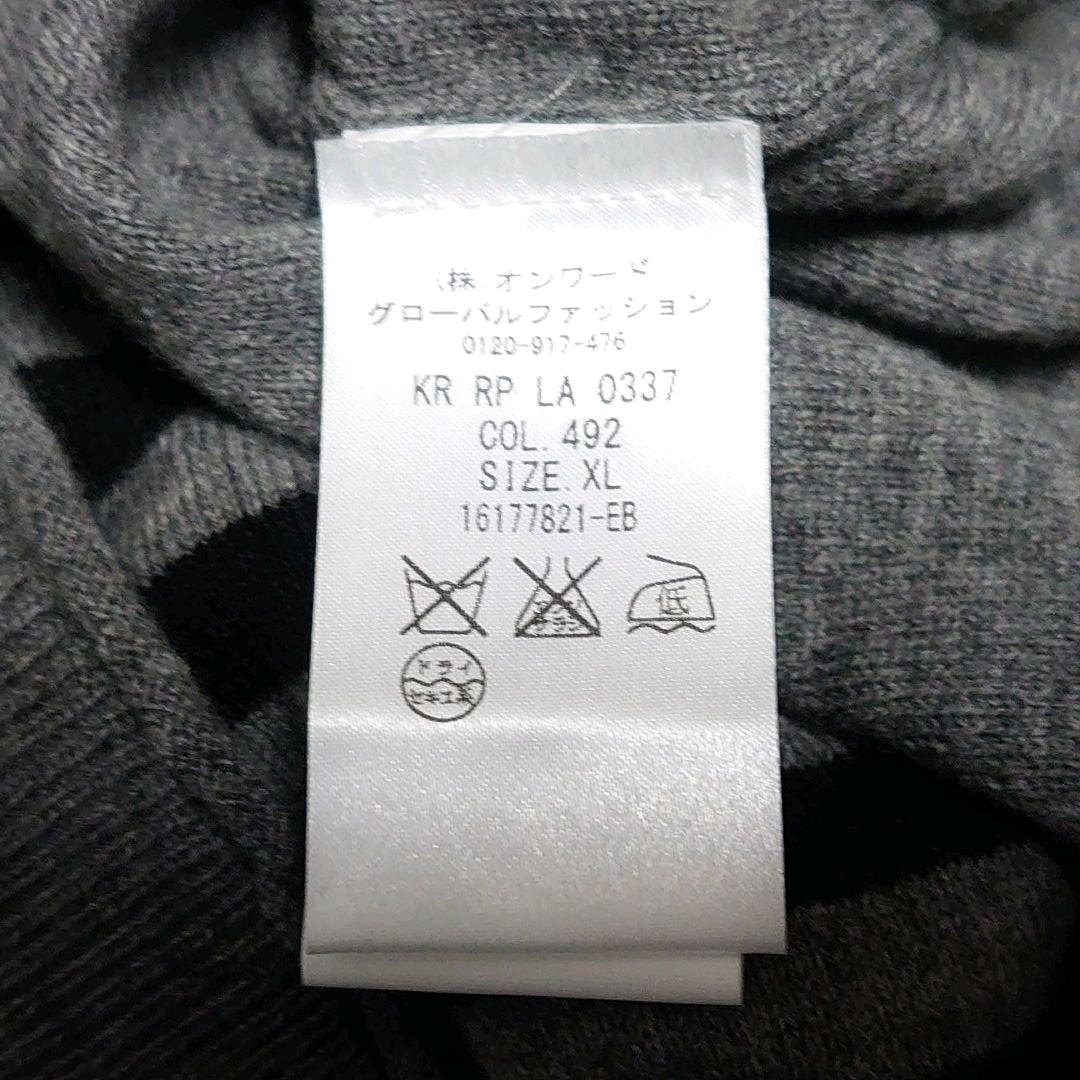 (株)オンワード
グローバルファッション
0120-917-476
KR RP LA 0337
COL. 492
SIZE. XL
16177821-EB
低
ドライ
セキユ系